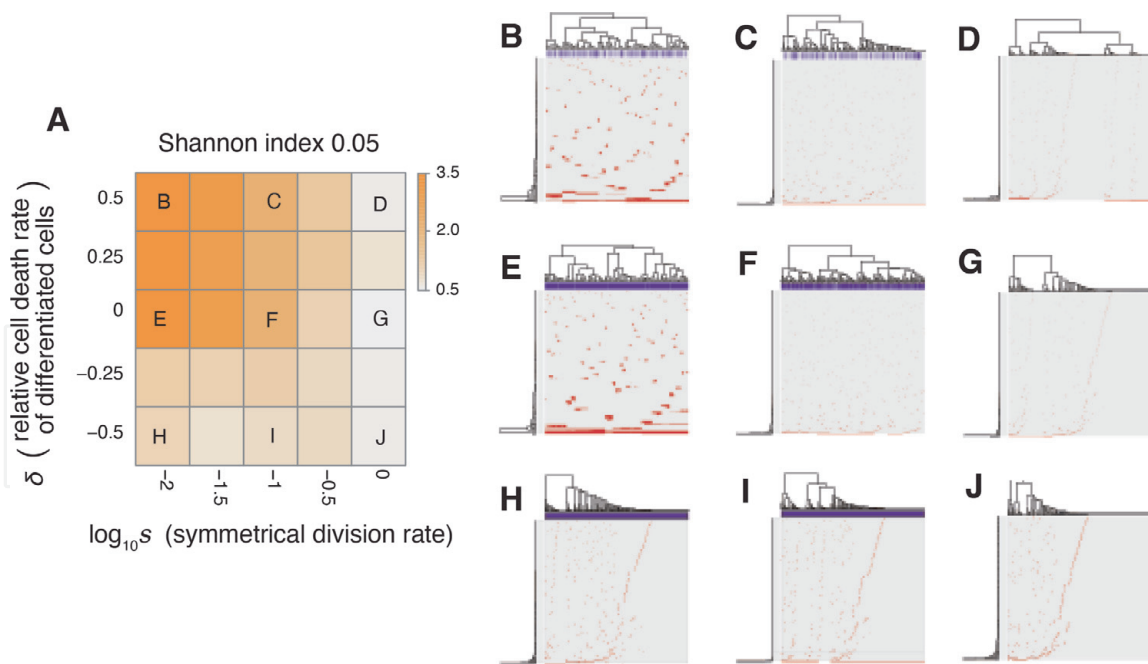 A
Shannon index 0.05
3.5
2.0
0.5
δ ( relative cell death rate
of differentiated cells )
0.5
0.25
0
−0.25
−0.5
B C D
E F G
H I J
-2 -1.5 -1 -0.5 0
log10s (symmetrical division rate)
B
C
D
E
F
G
H
I
J